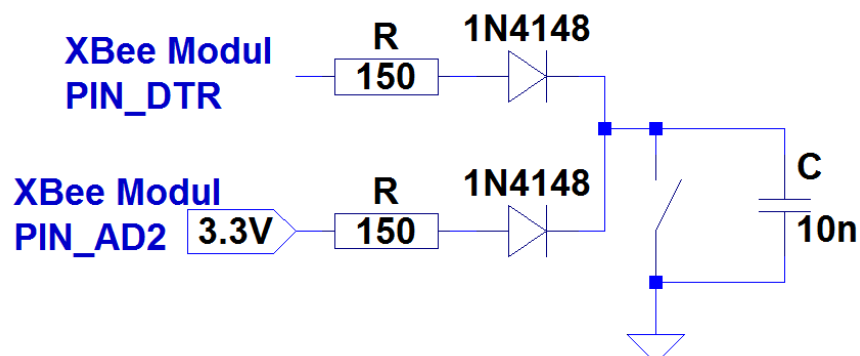 XBee Modul
PIN_DTR
R
150
1N4148
XBee Modul
PIN_AD2
3.3V
R
150
1N4148
C
10n